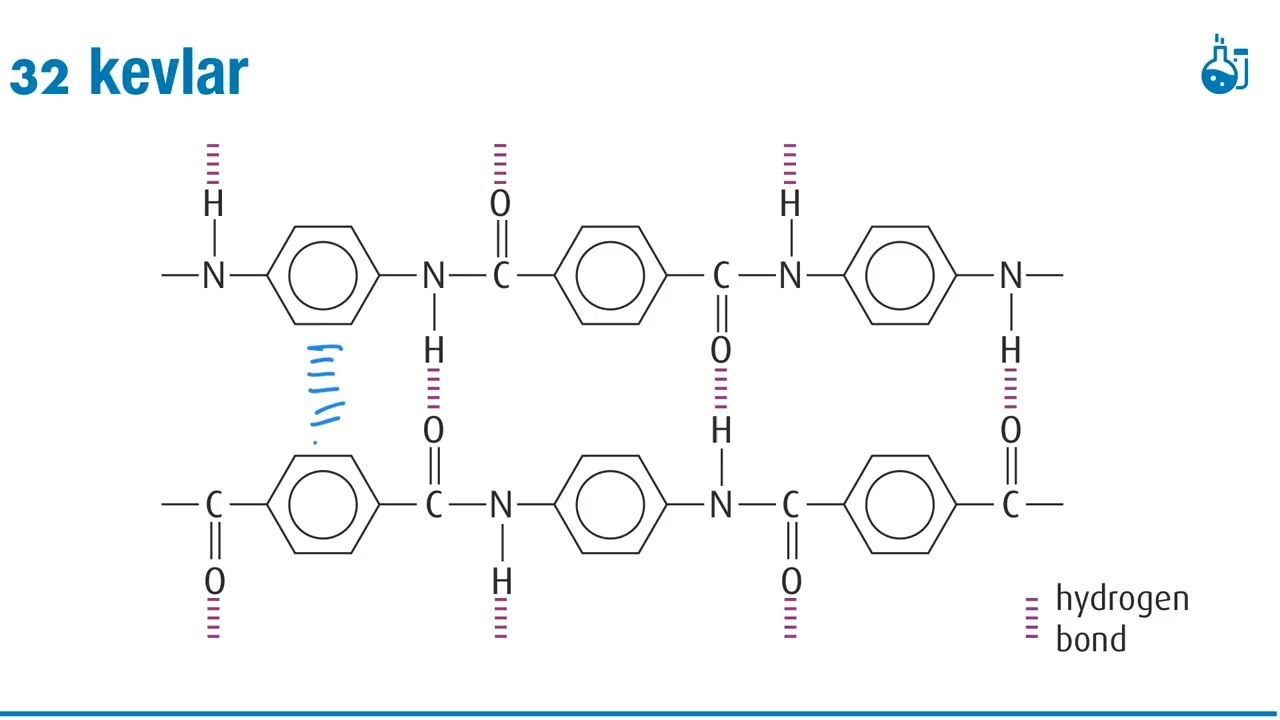 32 kevlar
H O H
N N C C N N
H O H
O H O
C C N N C C
O H O
hydrogen
bond